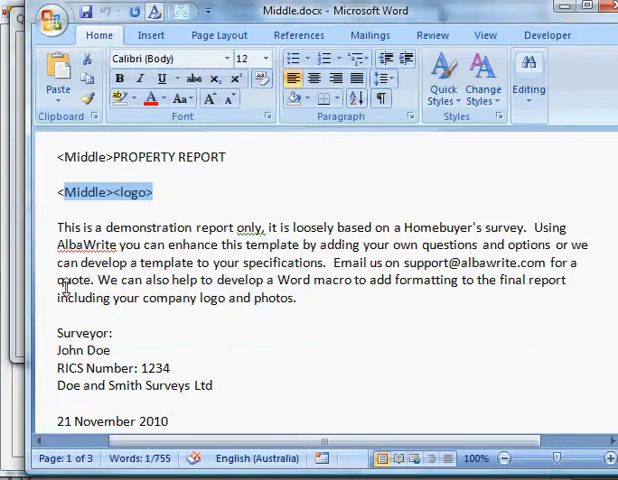 Middle.docx - Microsoft Word
Home Insert Page Layout References Mailings Review View Developer
Calibri (Body) 12
Paste
B I U abc x₂ x²
A Aa A A
Quick Styles Change Styles Editing
Clipboard Font Paragraph Styles
<Middle>PROPERTY REPORT
<Middle><logo>
This is a demonstration report only, it is loosely based on a Homebuyer's survey. Using
AlbaWrite you can enhance this template by adding your own questions and options or we
can develop a template to your specifications. Email us on support@albawrite.com for a
quote. We can also help to develop a Word macro to add formatting to the final report
including your company logo and photos.
Surveyor:
John Doe
RICS Number: 1234
Doe and Smith Surveys Ltd
21 November 2010
Page: 1 of 3 Words: 1/755 English (Australia) 100%